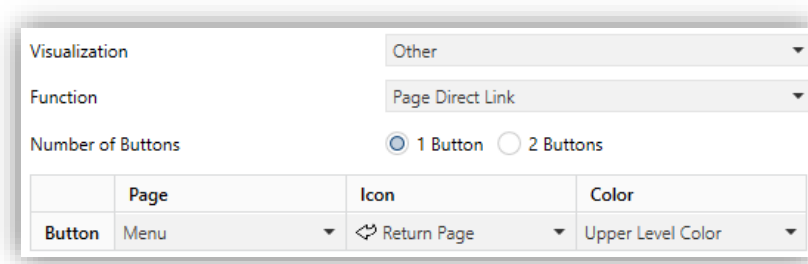 Visualization Other
Function Page Direct Link
Number of Buttons 1 Button 2 Buttons
Page Icon Color
Button Menu Return Page Upper Level Color